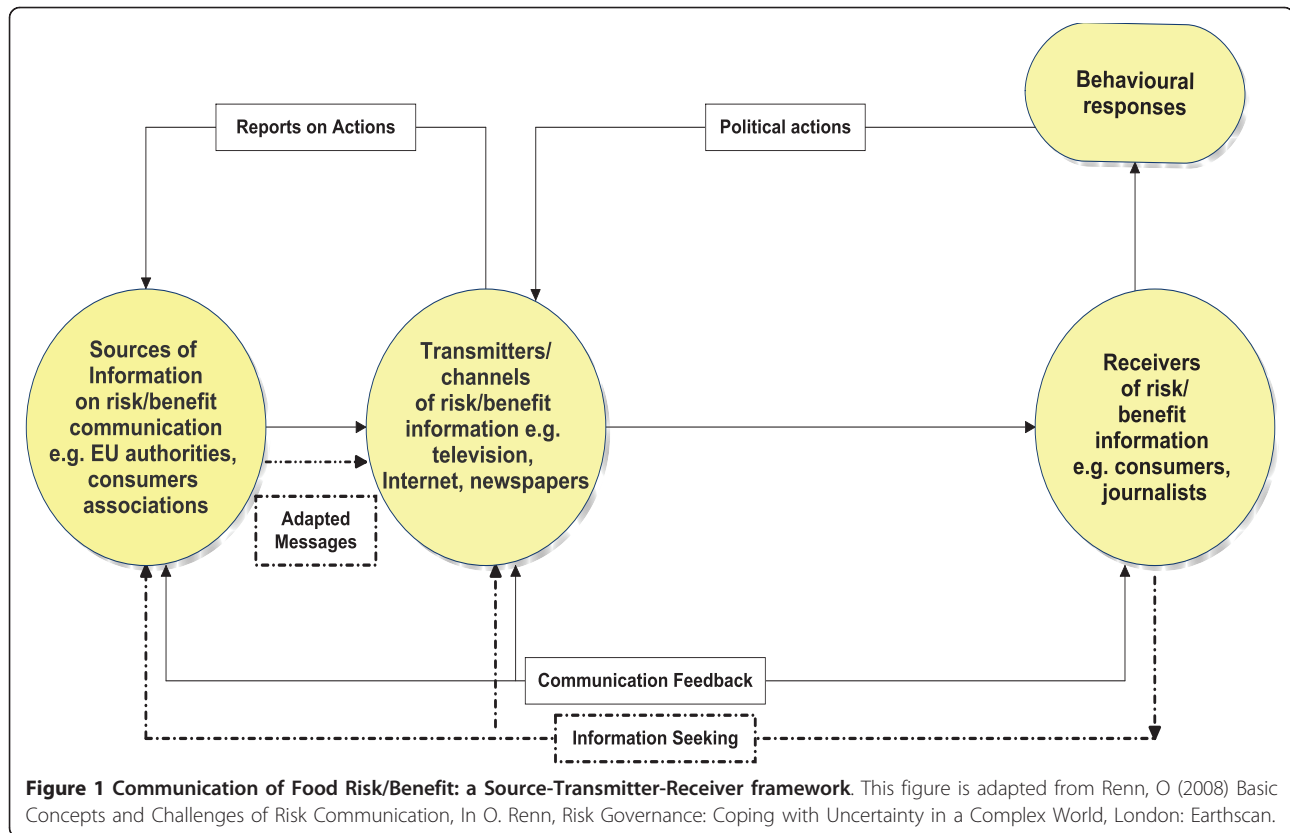 Behavioural
responses
Reports on Actions
Political actions
Sources of
Information
on risk/benefit
communication
e.g. EU authorities,
consumers
associations
Transmitters/
channels
of risk/benefit
information e.g.
television,
Internet, newspapers
Receivers
of risk/
benefit
information
e.g. consumers,
journalists
Adapted
Messages
Communication Feedback
Information Seeking
Figure 1 Communication of Food Risk/Benefit: a Source-Transmitter-Receiver framework. This figure is adapted from Renn, O (2008) Basic
Concepts and Challenges of Risk Communication, In O. Renn, Risk Governance: Coping with Uncertainty in a Complex World, London: Earthscan.